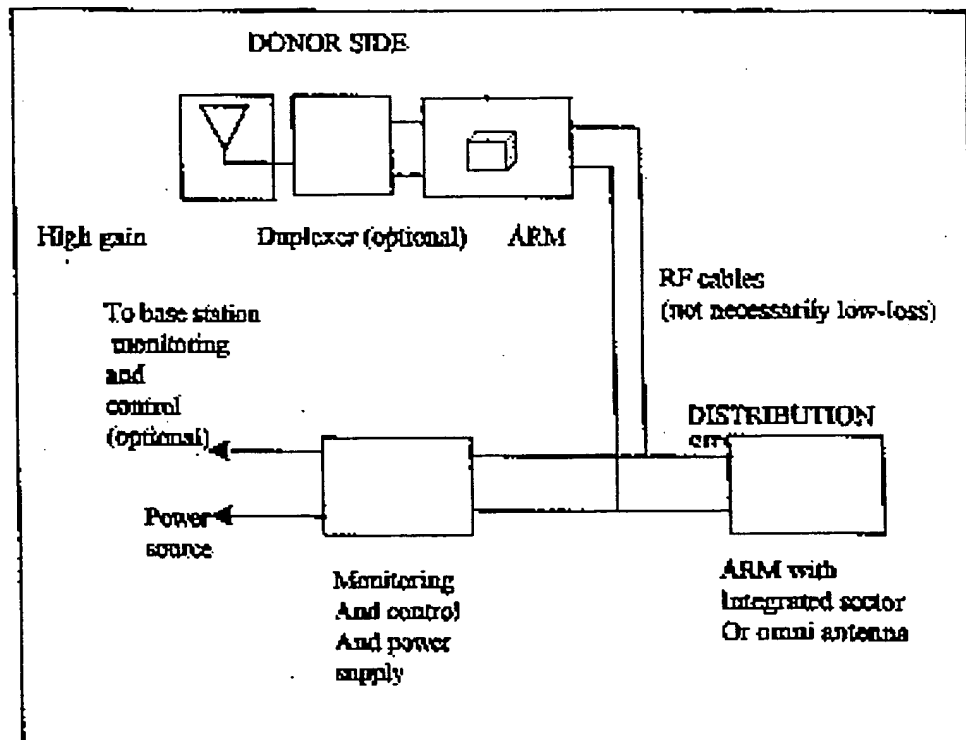 DONOR SIDE
High gain
Duplexer (optional)
ARM
RF cables
(not necessarily low-loss)
To base station
monitoring
and
control
(optional)
DISTRIBUTION
Power
source
Monitoring
And control
And power
supply
ARM with
Integrated sector
Or omni antenna